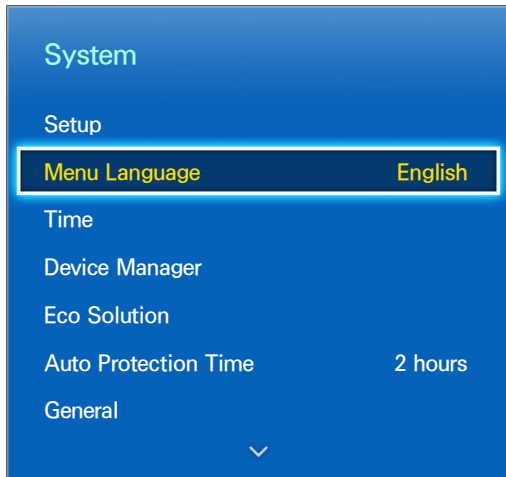 System
Setup
Menu Language English
Time
Device Manager
Eco Solution
Auto Protection Time 2 hours
General